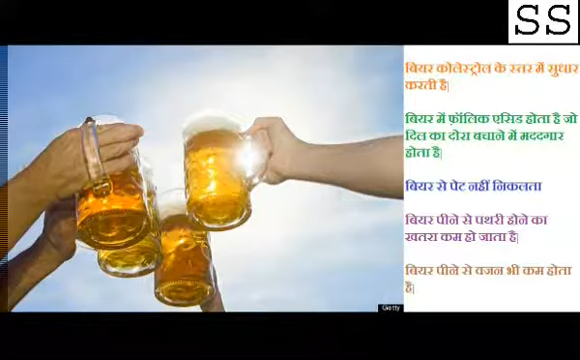 SS
बियर कोलेस्ट्रोल के स्तर में सुधार
करती है|
बियर में फ़ॉलिक एसिड होता है जो
दिल का दोरा बचाने में मददगार
होता है|
बियर से पेट नहीं निकलता
बियर पीने से पथरी होने का
खतरा कम हो जाता है|
बियर पीने से वजन भी कम होता
है|
Getty